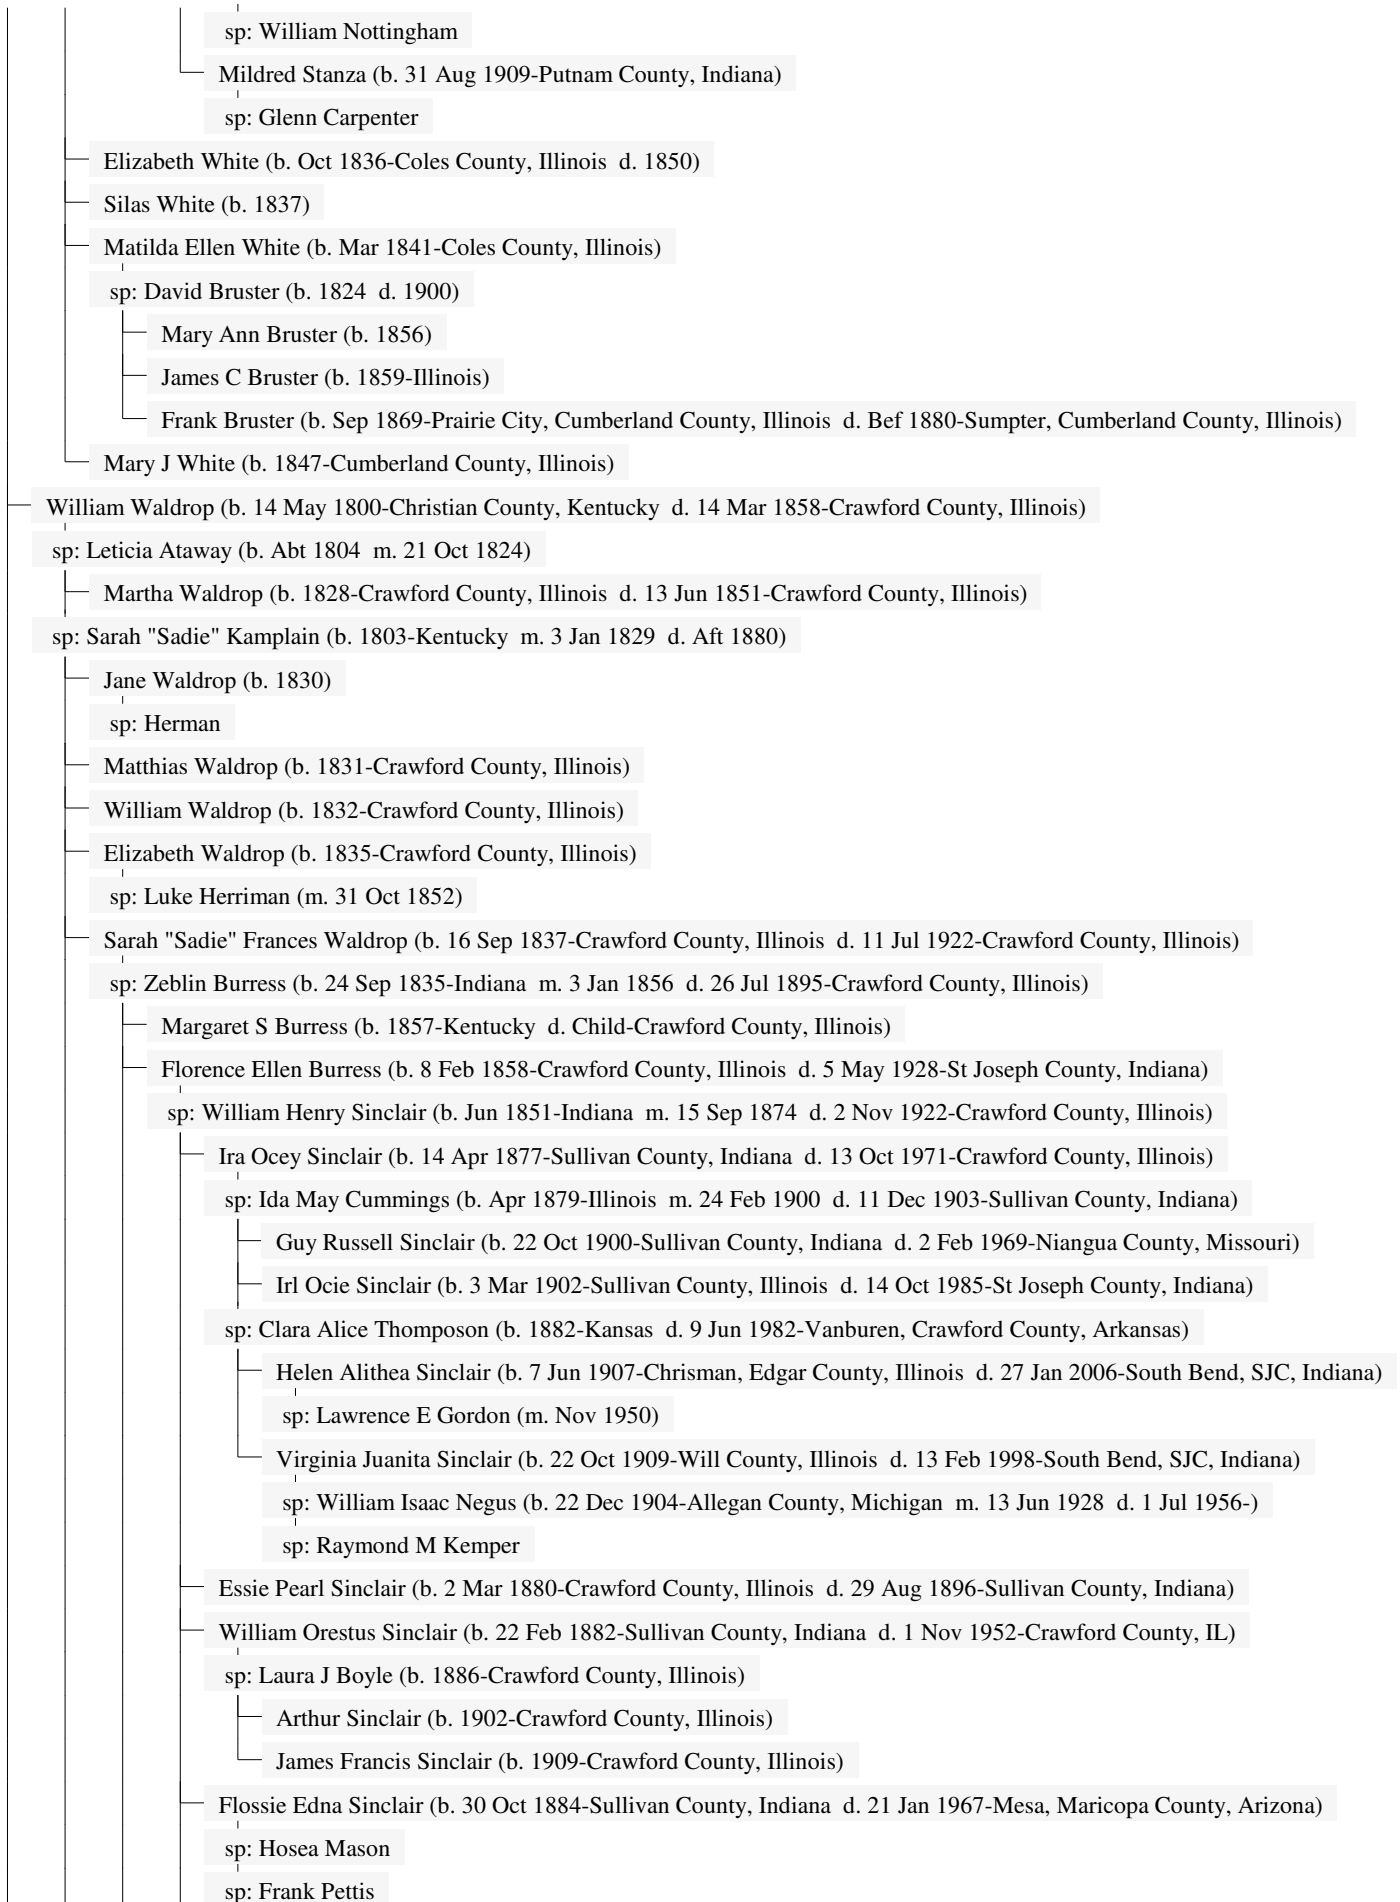 sp: William Nottingham
Mildred Stanza (b. 31 Aug 1909-Putnam County, Indiana)
sp: Glenn Carpenter
Elizabeth White (b. Oct 1836-Coles County, Illinois d. 1850)
Silas White (b. 1837)
Matilda Ellen White (b. Mar 1841-Coles County, Illinois)
sp: David Bruster (b. 1824 d. 1900)
Mary Ann Bruster (b. 1856)
James C Bruster (b. 1859-Illinois)
Frank Bruster (b. Sep 1869-Prairie City, Cumberland County, Illinois d. Bef 1880-Sumpter, Cumberland County, Illinois)
Mary J White (b. 1847-Cumberland County, Illinois)
William Waldrop (b. 14 May 1800-Christian County, Kentucky d. 14 Mar 1858-Crawford County, Illinois)
sp: Leticia Ataway (b. Abt 1804 m. 21 Oct 1824)
Martha Waldrop (b. 1828-Crawford County, Illinois d. 13 Jun 1851-Crawford County, Illinois)
sp: Sarah "Sadie" Kamplain (b. 1803-Kentucky m. 3 Jan 1829 d. Aft 1880)
Jane Waldrop (b. 1830)
sp: Herman
Matthias Waldrop (b. 1831-Crawford County, Illinois)
William Waldrop (b. 1832-Crawford County, Illinois)
Elizabeth Waldrop (b. 1835-Crawford County, Illinois)
sp: Luke Herriman (m. 31 Oct 1852)
Sarah "Sadie" Frances Waldrop (b. 16 Sep 1837-Crawford County, Illinois d. 11 Jul 1922-Crawford County, Illinois)
sp: Zeblin Burress (b. 24 Sep 1835-Indiana m. 3 Jan 1856 d. 26 Jul 1895-Crawford County, Illinois)
Margaret S Burress (b. 1857-Kentucky d. Child-Crawford County, Illinois)
Florence Ellen Burress (b. 8 Feb 1858-Crawford County, Illinois d. 5 May 1928-St Joseph County, Indiana)
sp: William Henry Sinclair (b. Jun 1851-Indiana m. 15 Sep 1874 d. 2 Nov 1922-Crawford County, Illinois)
Ira Ocey Sinclair (b. 14 Apr 1877-Sullivan County, Indiana d. 13 Oct 1971-Crawford County, Illinois)
sp: Ida May Cummings (b. Apr 1879-Illinois m. 24 Feb 1900 d. 11 Dec 1903-Sullivan County, Indiana)
Guy Russell Sinclair (b. 22 Oct 1900-Sullivan County, Indiana d. 2 Feb 1969-Niangua County, Missouri)
Irl Ocie Sinclair (b. 3 Mar 1902-Sullivan County, Illinois d. 14 Oct 1985-St Joseph County, Indiana)
sp: Clara Alice Thomposon (b. 1882-Kansas d. 9 Jun 1982-Vanburen, Crawford County, Arkansas)
Helen Alithea Sinclair (b. 7 Jun 1907-Chrisman, Edgar County, Illinois d. 27 Jan 2006-South Bend, SJC, Indiana)
sp: Lawrence E Gordon (m. Nov 1950)
Virginia Juanita Sinclair (b. 22 Oct 1909-Will County, Illinois d. 13 Feb 1998-South Bend, SJC, Indiana)
sp: William Isaac Negus (b. 22 Dec 1904-Allegan County, Michigan m. 13 Jun 1928 d. 1 Jul 1956-)
sp: Raymond M Kemper
Essie Pearl Sinclair (b. 2 Mar 1880-Crawford County, Illinois d. 29 Aug 1896-Sullivan County, Indiana)
William Orestus Sinclair (b. 22 Feb 1882-Sullivan County, Indiana d. 1 Nov 1952-Crawford County, IL)
sp: Laura J Boyle (b. 1886-Crawford County, Illinois)
Arthur Sinclair (b. 1902-Crawford County, Illinois)
James Francis Sinclair (b. 1909-Crawford County, Illinois)
Flossie Edna Sinclair (b. 30 Oct 1884-Sullivan County, Indiana d. 21 Jan 1967-Mesa, Maricopa County, Arizona)
sp: Hosea Mason
sp: Frank Pettis